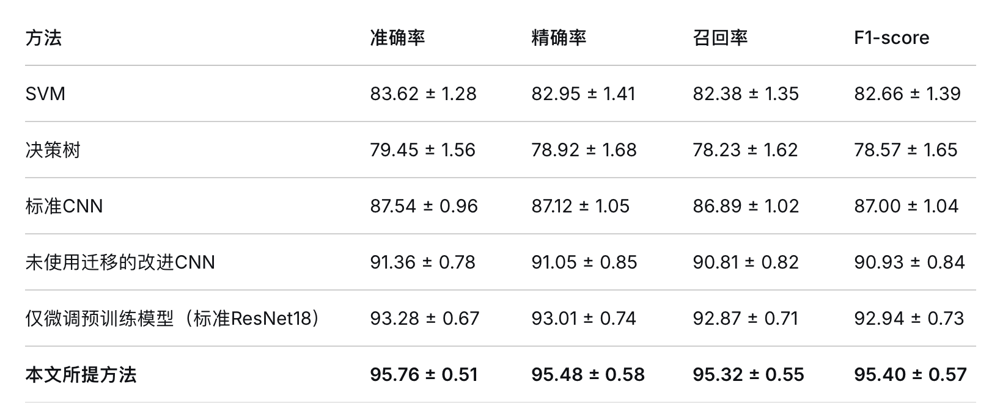 方法 准确率 精确率 召回率 F1-score
SVM 83.62 ± 1.28 82.95 ± 1.41 82.38 ± 1.35 82.66 ± 1.39
决策树 79.45 ± 1.56 78.92 ± 1.68 78.23 ± 1.62 78.57 ± 1.65
标准CNN 87.54 ± 0.96 87.12 ± 1.05 86.89 ± 1.02 87.00 ± 1.04
未使用迁移的改进CNN 91.36 ± 0.78 91.05 ± 0.85 90.81 ± 0.82 90.93 ± 0.84
仅微调预训练模型（标准ResNet18） 93.28 ± 0.67 93.01 ± 0.74 92.87 ± 0.71 92.94 ± 0.73
本文所提方法 95.76 ± 0.51 95.48 ± 0.58 95.32 ± 0.55 95.40 ± 0.57